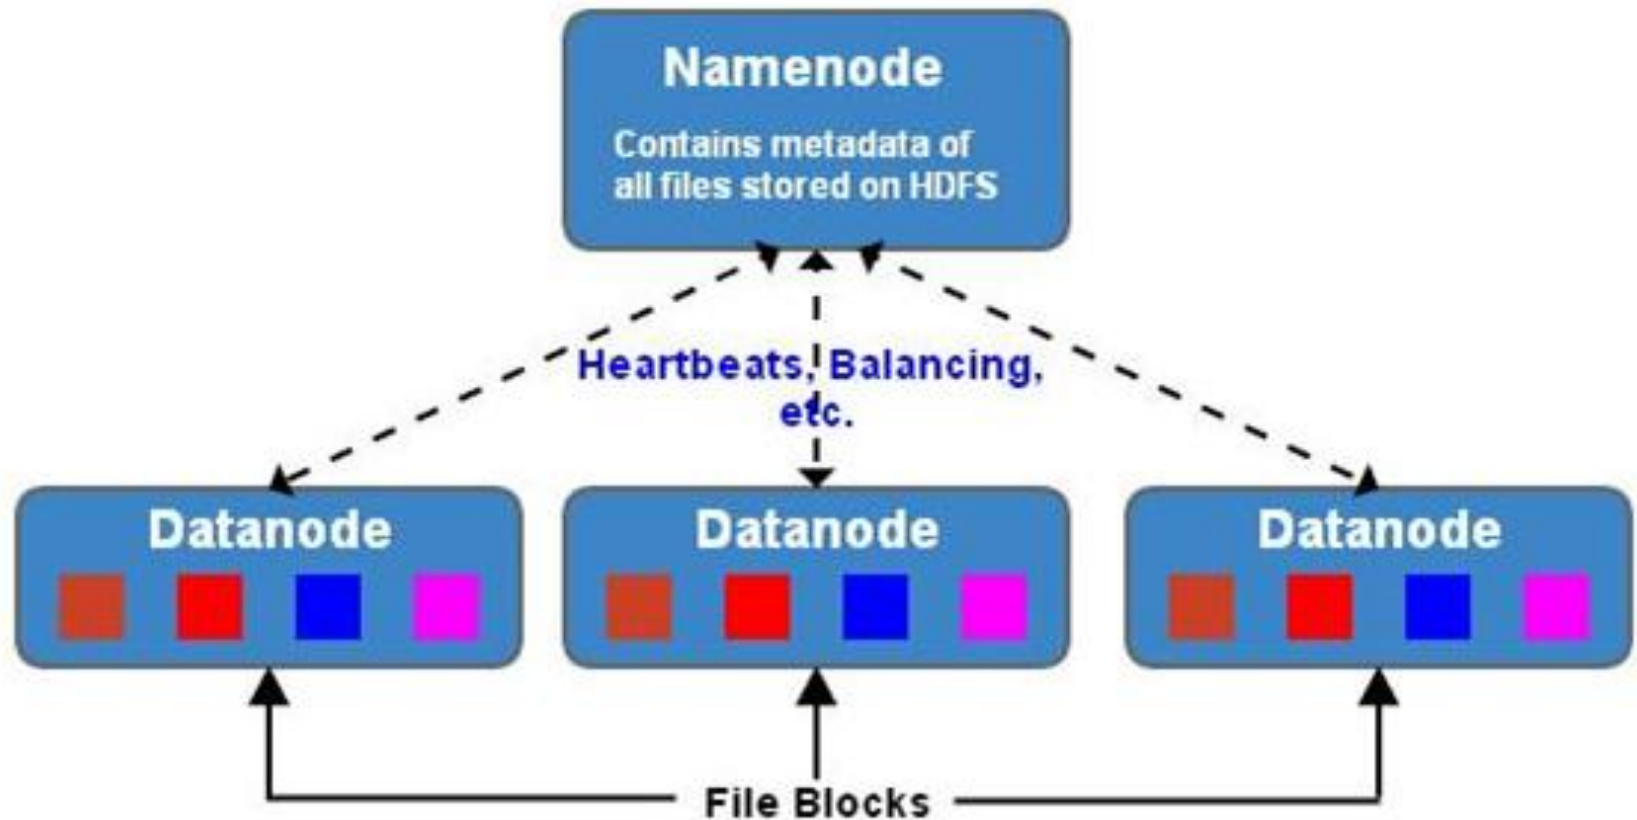 Namenode
Contains metadata of
all files stored on HDFS
Heartbeats, Balancing,
etc.
Datanode
Datanode
Datanode
File Blocks